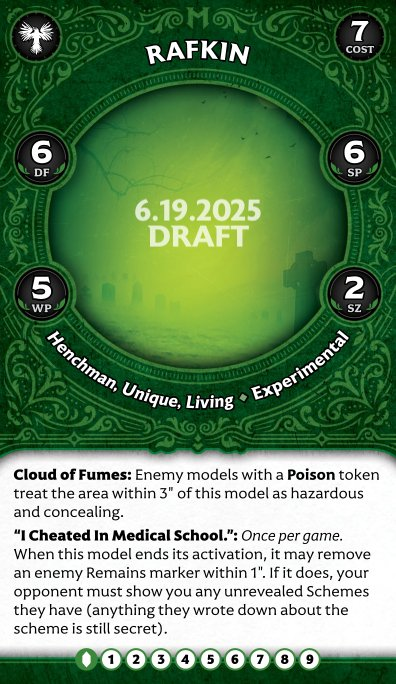 M
RAFKIN
7
COST
6
DF
6
SP
6.19.2025
DRAFT
5
WP
2
SZ
Henchman, Unique, Living ♦ Experimental
Cloud of Fumes: Enemy models with a Poison token
treat the area within 3" of this model as hazardous
and concealing.
“I Cheated In Medical School.”: Once per game.
When this model ends its activation, it may remove
an enemy Remains marker within 1". If it does, your
opponent must show you any unrevealed Schemes
they have (anything they wrote down about the
scheme is still secret).
1 2 3 4 5 6 7 8 9